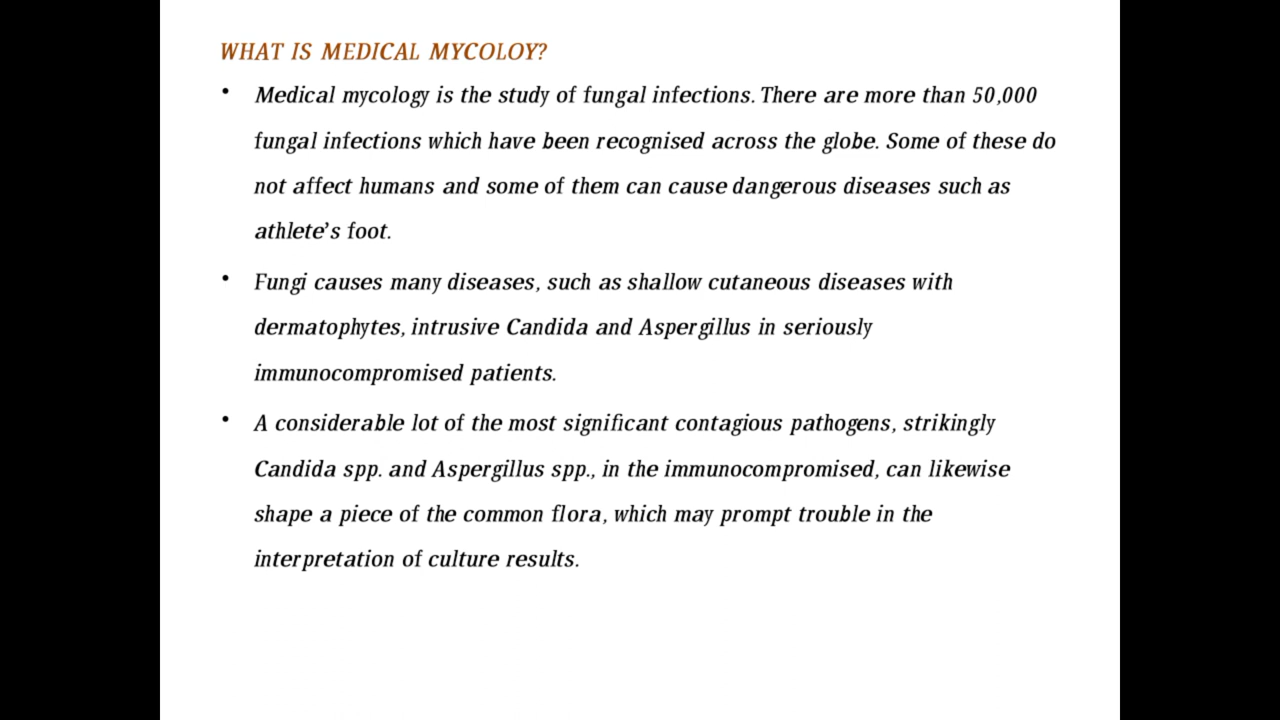 WHAT IS MEDICAL MYCOLOY?
• Medical mycology is the study of fungal infections. There are more than 50,000
fungal infections which have been recognised across the globe. Some of these do
not affect humans and some of them can cause dangerous diseases such as
athlete's foot.
• Fungi causes many diseases, such as shallow cutaneous diseases with
dermatophytes, intrusive Candida and Aspergillus in seriously
immunocompromised patients.
• A considerable lot of the most significant contagious pathogens, strikingly
Candida spp. and Aspergillus spp., in the immunocompromised, can likewise
shape a piece of the common flora, which may prompt trouble in the
interpretation of culture results.